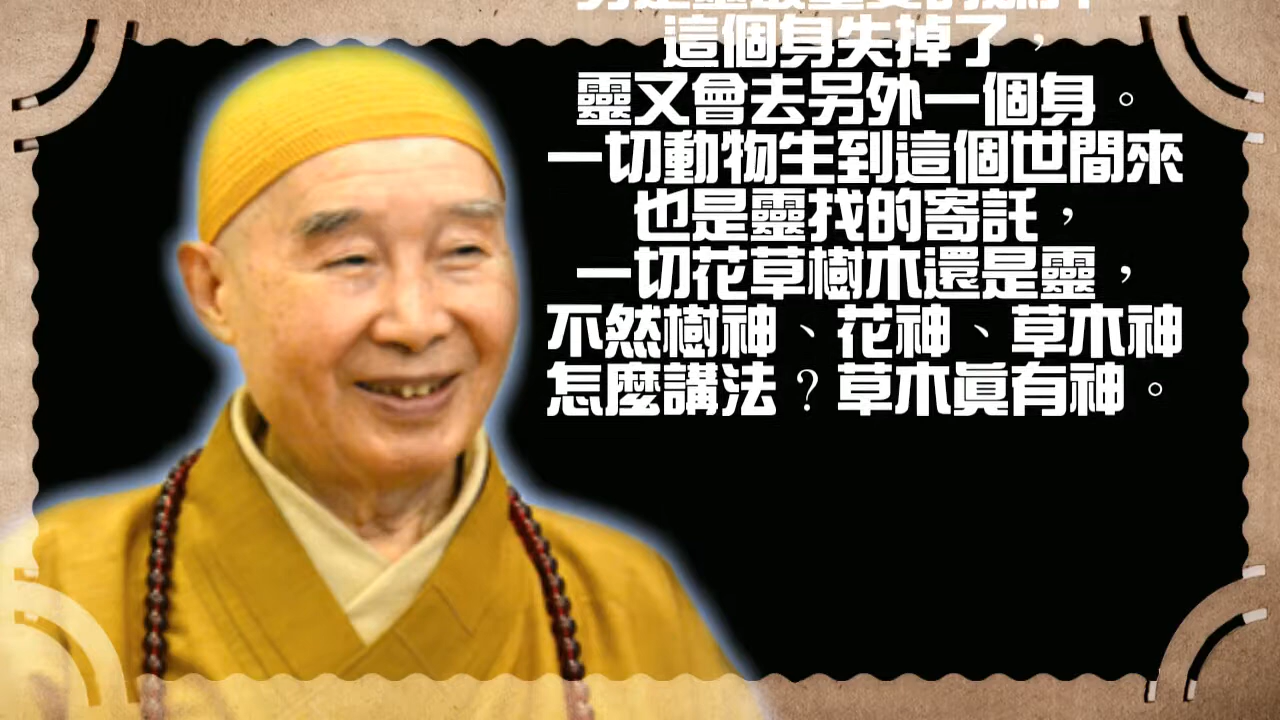 這個身失掉了，
靈又會去另外一個身。
一切動物生到這個世間來
也是靈找的寄託，
一切花草樹木還是靈，
不然樹神、花神、草木神
怎麼講法？草木眞有神。